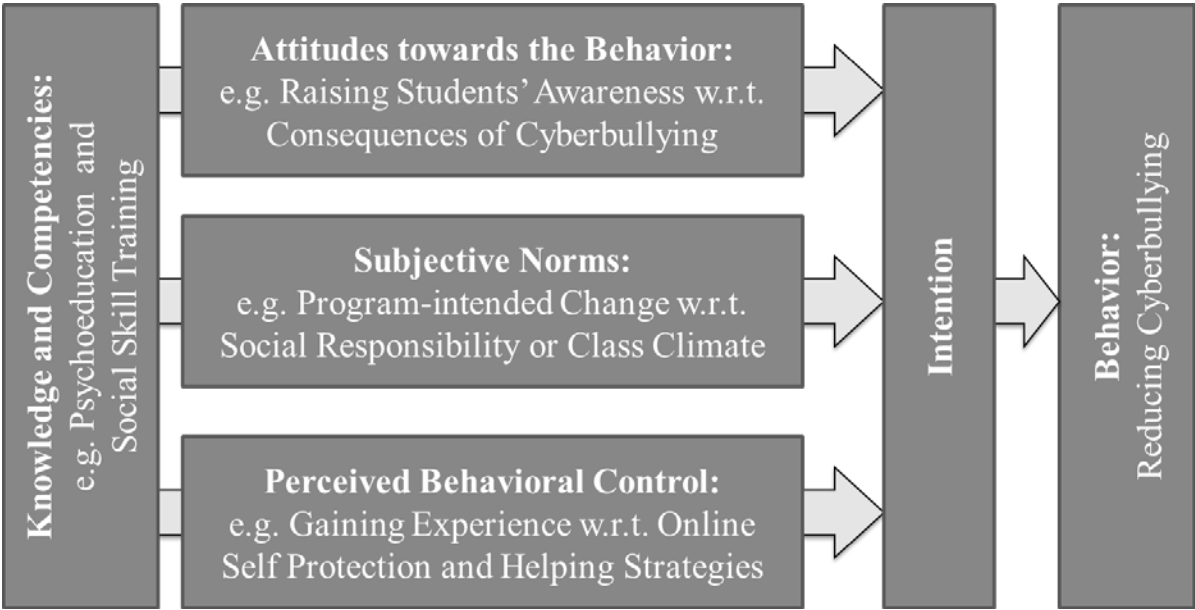 Knowledge and Competencies:
e.g. Psychoeducation and
Social Skill Training
Attitudes towards the Behavior:
e.g. Raising Students’ Awareness w.r.t.
Consequences of Cyberbullying
Subjective Norms:
e.g. Program-intended Change w.r.t.
Social Responsibility or Class Climate
Perceived Behavioral Control:
e.g. Gaining Experience w.r.t. Online
Self Protection and Helping Strategies
Intention
Behavior:
Reducing Cyberbullying